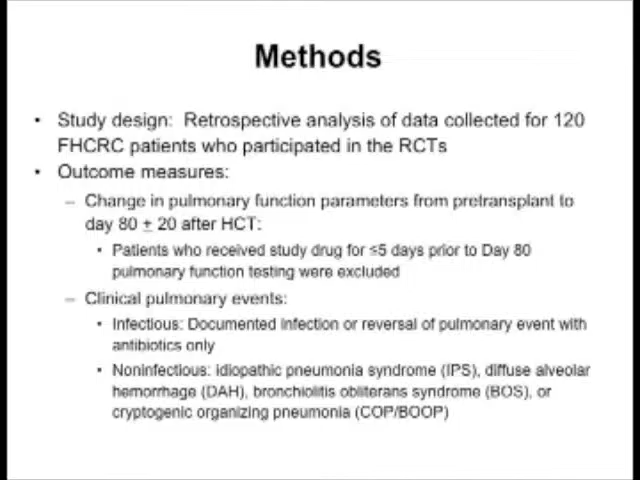 Methods
• Study design: Retrospective analysis of data collected for 120
FHCRC patients who participated in the RCTs
• Outcome measures:
– Change in pulmonary function parameters from pretransplant to
day 80 ± 20 after HCT:
• Patients who received study drug for ≤5 days prior to Day 80
pulmonary function testing were excluded
– Clinical pulmonary events:
• Infectious: Documented infection or reversal of pulmonary event with
antibiotics only
• Noninfectious: idiopathic pneumonia syndrome (IPS), diffuse alveolar
hemorrhage (DAH), bronchiolitis obliterans syndrome (BOS), or
cryptogenic organizing pneumonia (COP/BOOP)